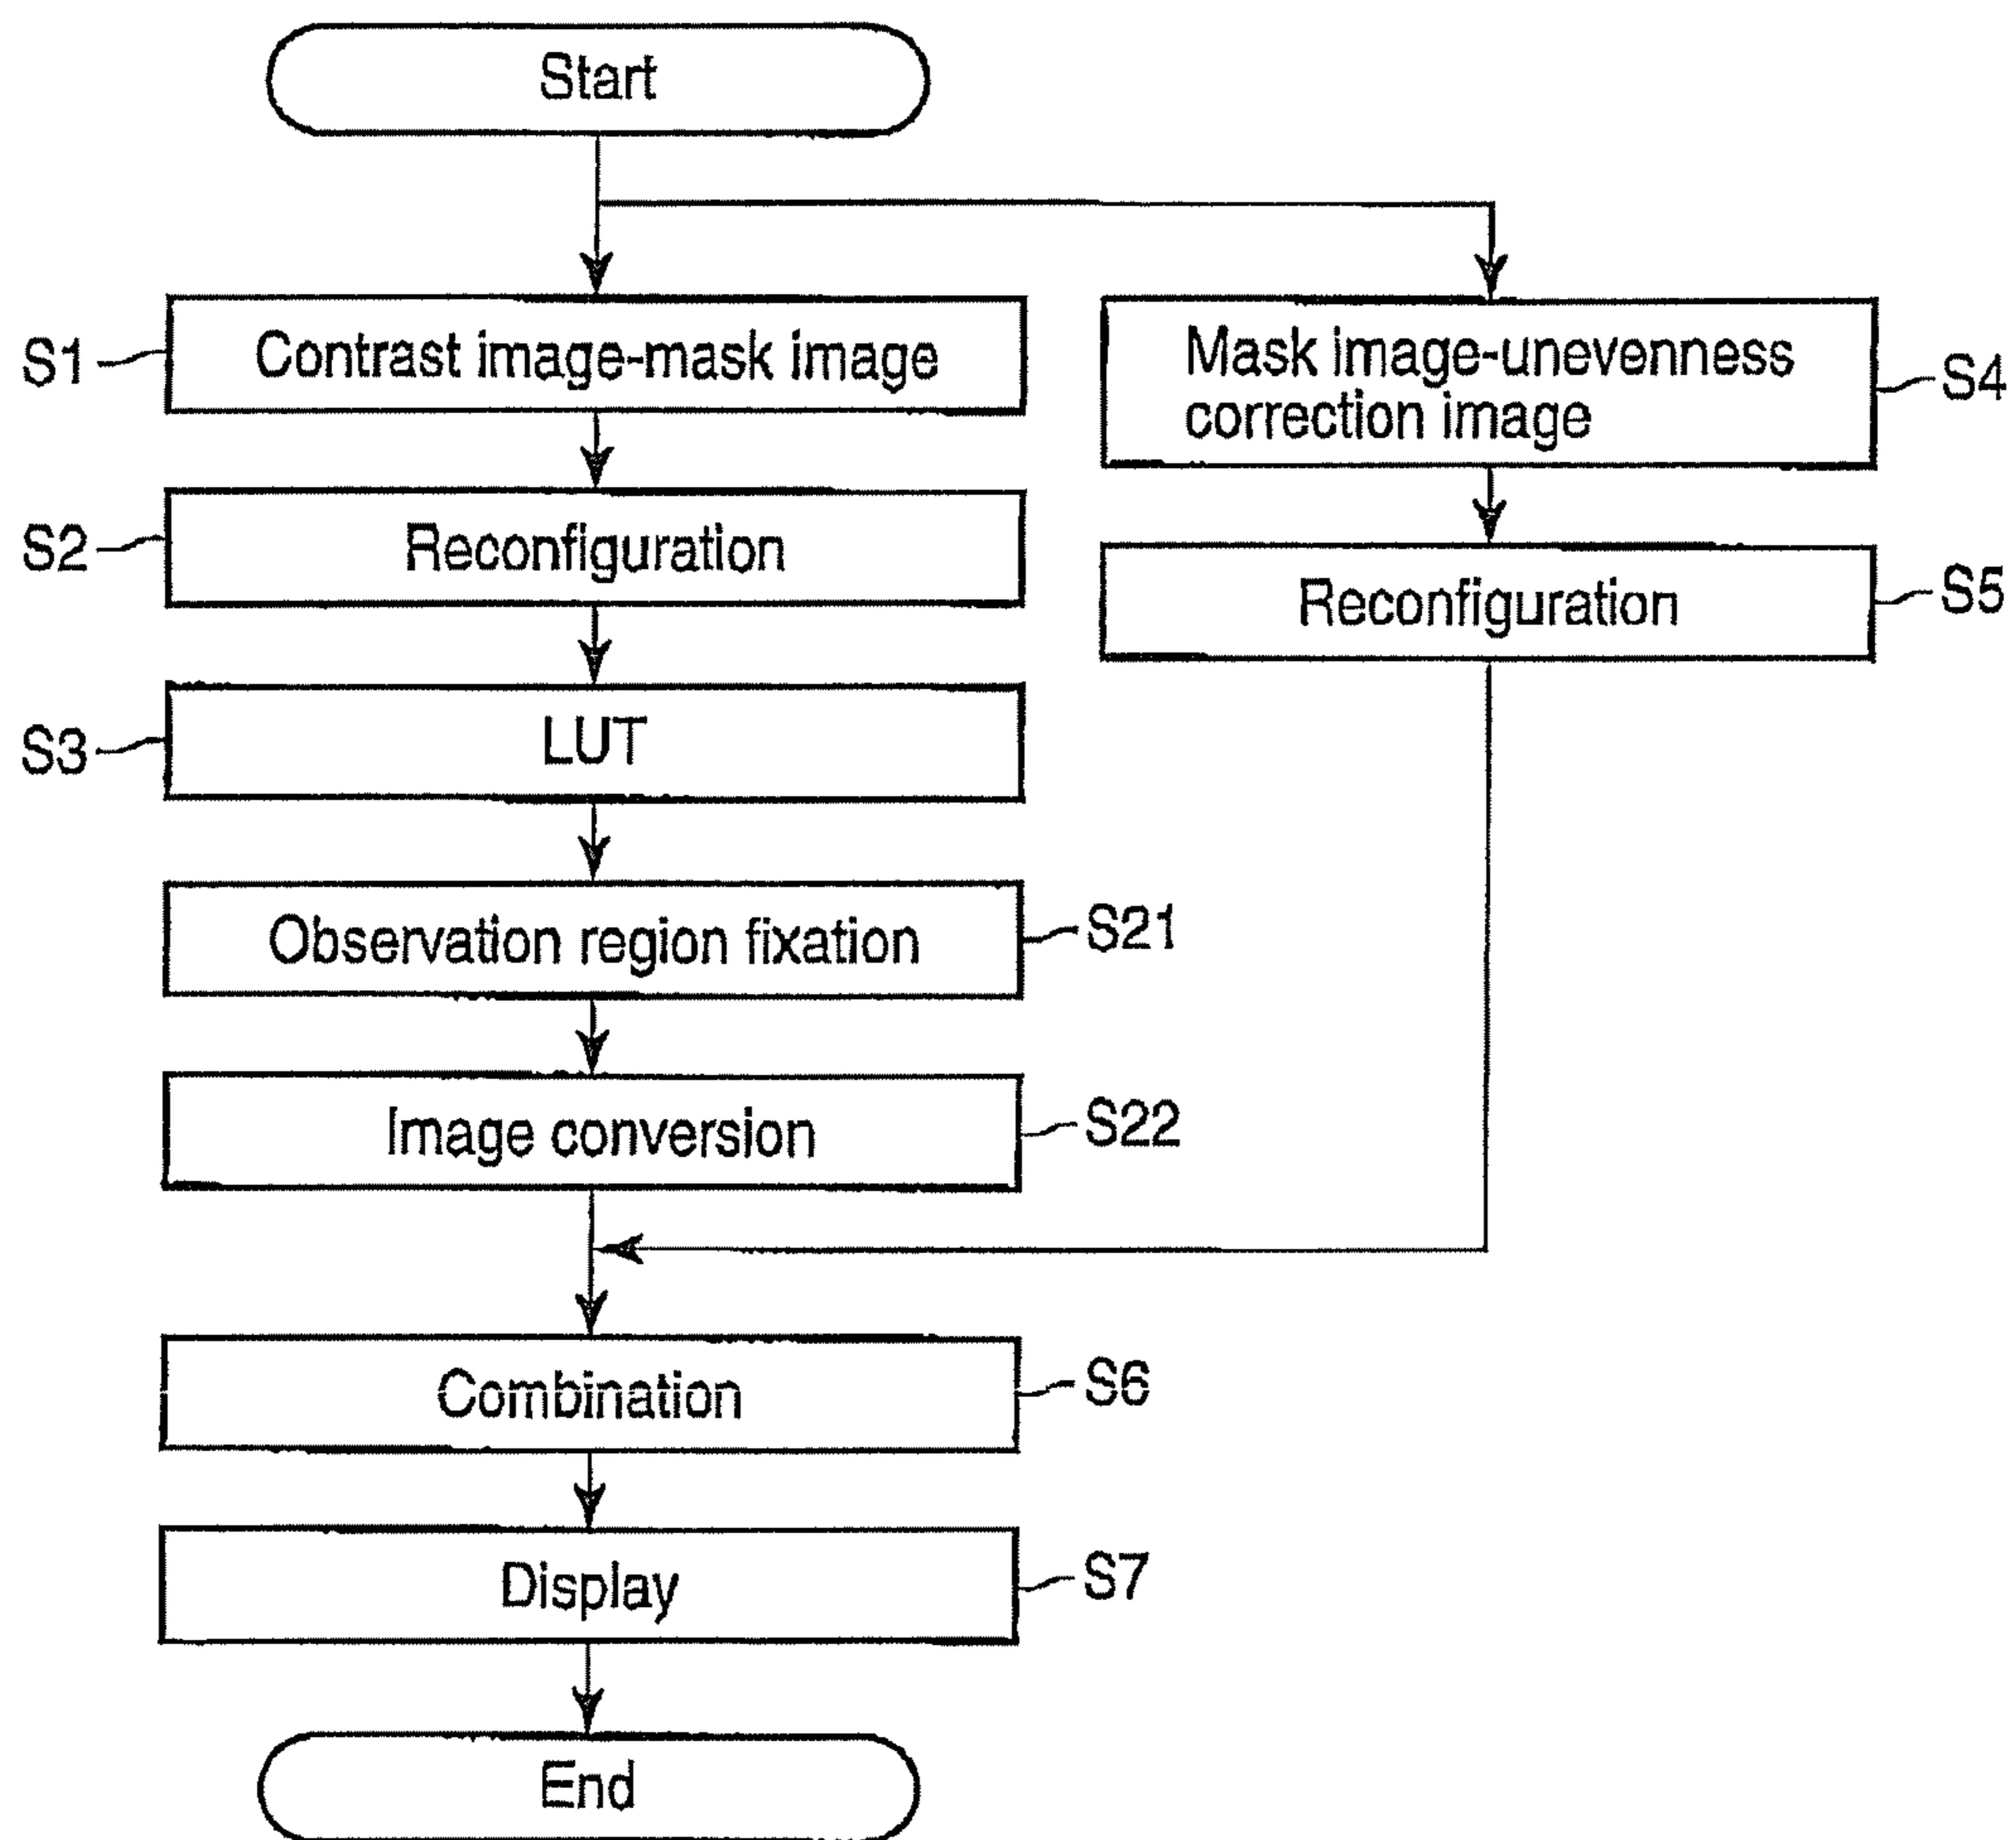 Start
S1
Contrast image-mask image
Mask image-unevenness
correction image
S4
S2
Reconfiguration
Reconfiguration
S5
S3
LUT
Observation region fixation
S21
Image conversion
S22
Combination
S6
Display
S7
End